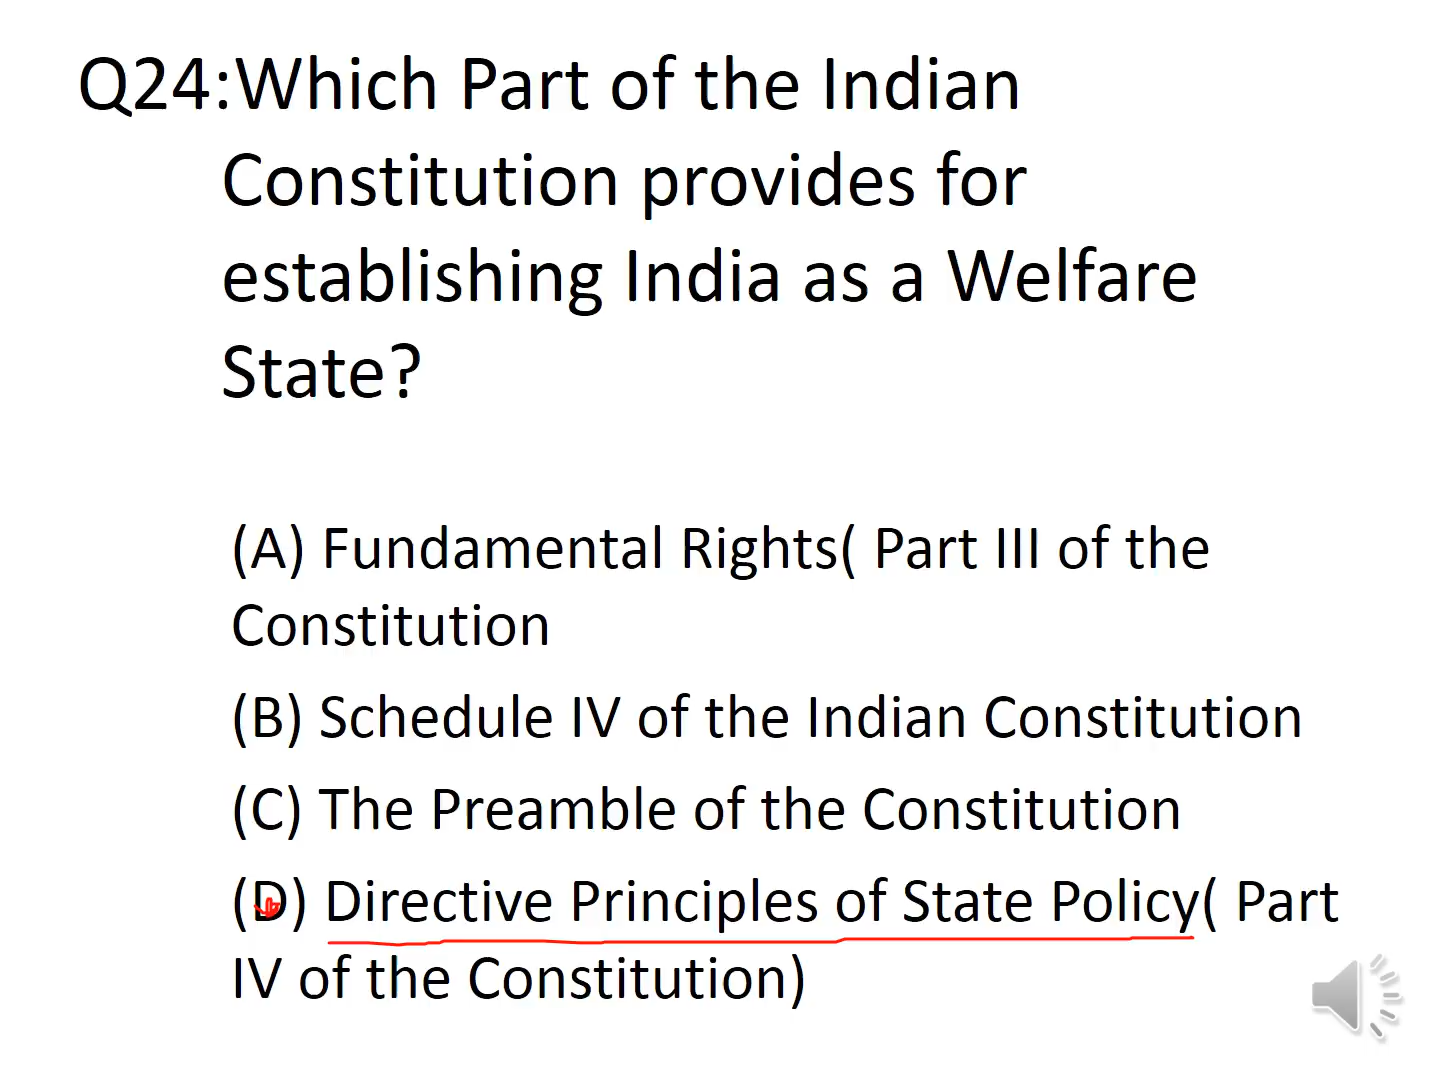 Q24:Which Part of the Indian
Constitution provides for
establishing India as a Welfare
State?
(A) Fundamental Rights( Part III of the
Constitution
(B) Schedule IV of the Indian Constitution
(C) The Preamble of the Constitution
(D) Directive Principles of State Policy( Part
IV of the Constitution)